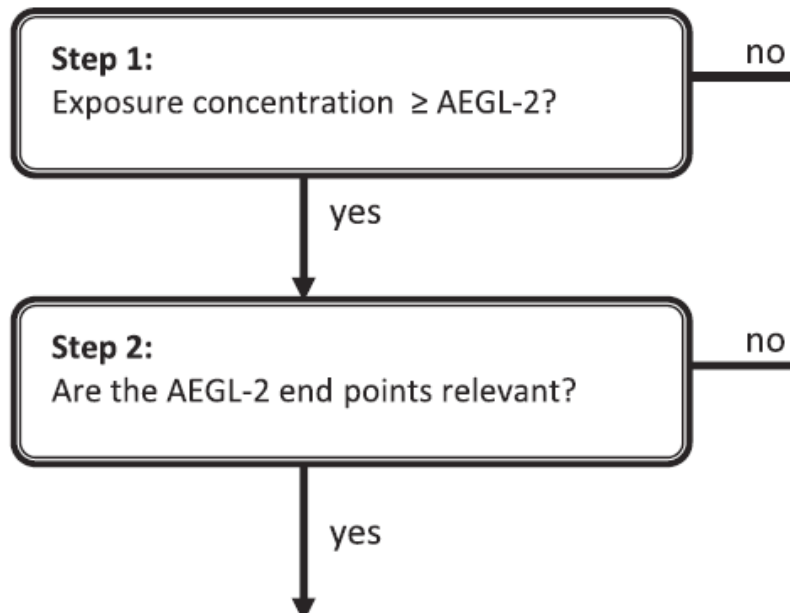 Step 1:
no
Exposure concentration ≥ AEGL-2?
yes
Step 2:
no
Are the AEGL-2 end points relevant?
yes